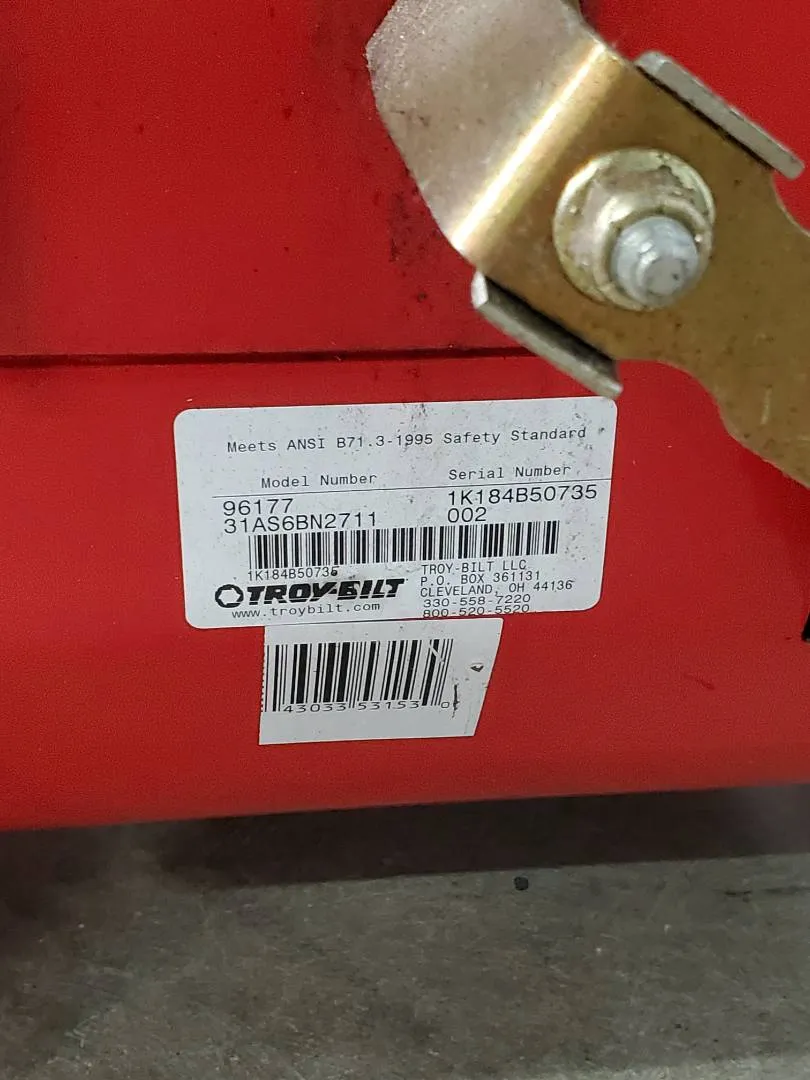 Meets ANSI B71.3-1995 Safety Standard
Model Number Serial Number
96177 1K184B50735
31AS6BN2711 002
1K184B50735
TROY-BILT
www.troybilt.com
TROY-BILT LLC
P.O. BOX 361131
CLEVELAND, OH 44136
330-558-7220
800-520-5520
43033 53153 0